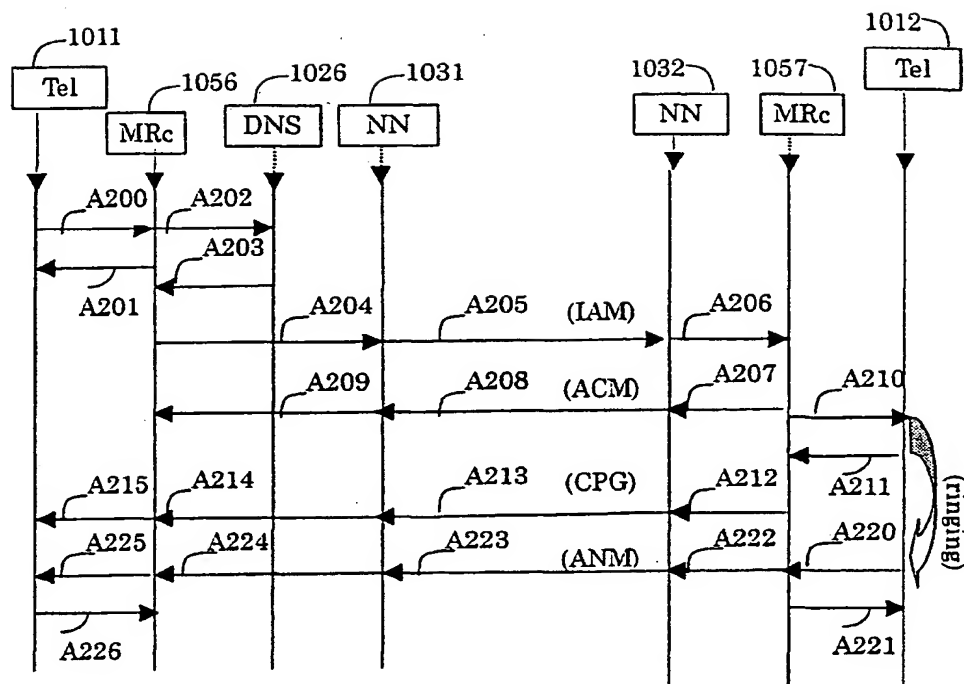 1011
1012
Tel
1056
1026
1031
1032
1057
Tel
MRc
DNS
NN
NN
MRc
A200
A202
A203
A201
A204
A205
(IAM)
A206
A209
A208
(ACM)
A207
A210
A215
A214
A213
(CPG)
A212
A211
(ringing)
A225
A224
A223
(ANM)
A222
A220
A226
A221